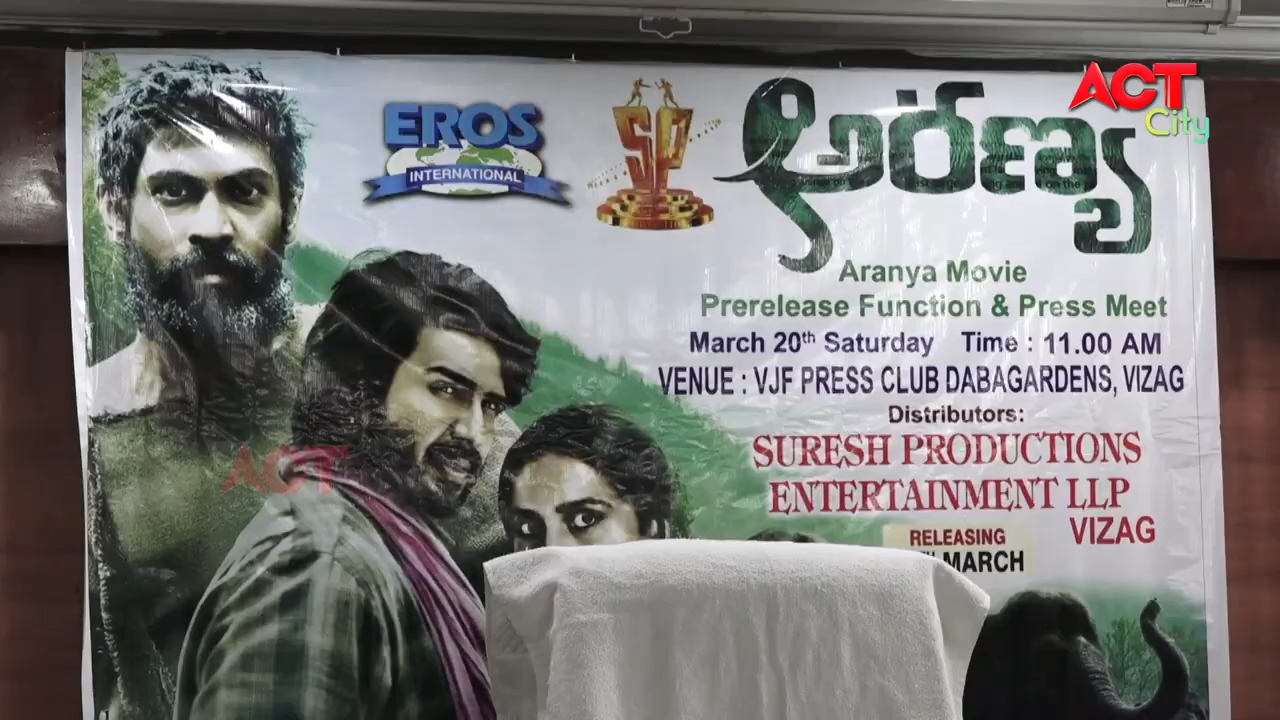 ACT
City
EROS
INTERNATIONAL
SP
అరణ్య
Aranya Movie
Prerelease Function & Press Meet
March 20th Saturday Time : 11.00 AM
VENUE : VJF PRESS CLUB DABAGARDENS, VIZAG
Distributors:
SURESH PRODUCTIONS
ENTERTAINMENT LLP
VIZAG
RELEASING
MARCH
ACT